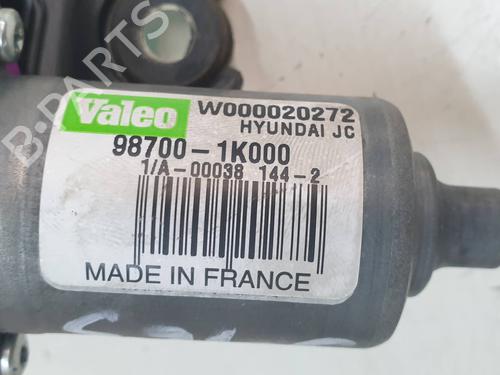 B-PARTS
Valeo W000020272
HYUNDAI JC
98700-1K000
1/A-00038 144-2
MADE IN FRANCE